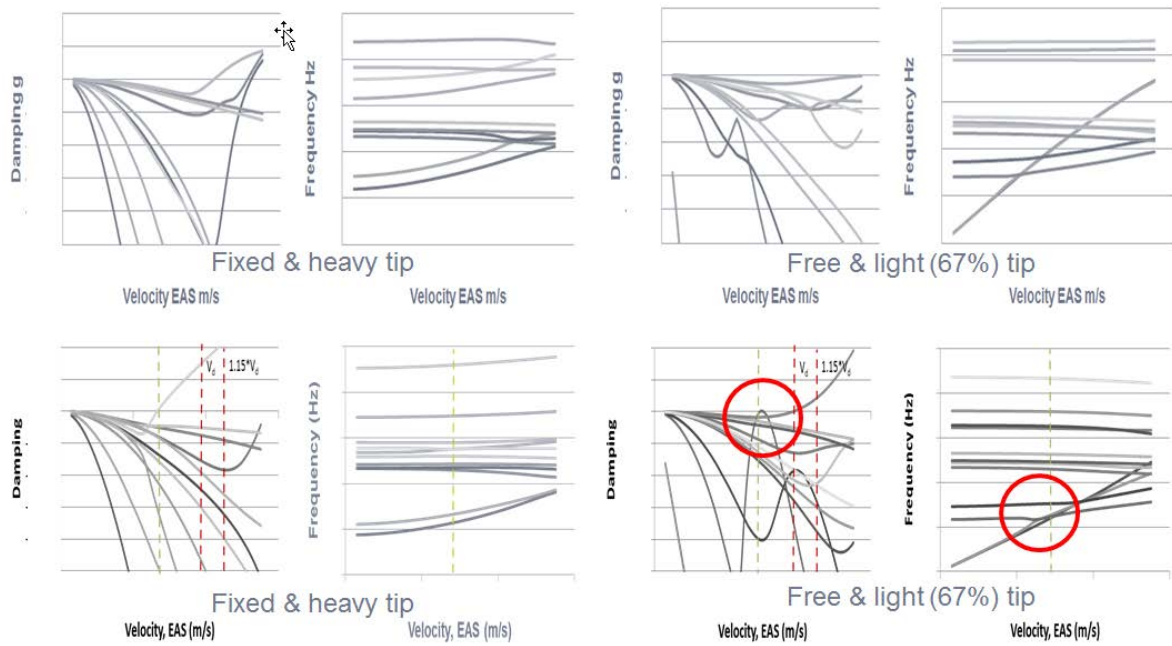 Damping g
Frequency Hz
Fixed & heavy tip
Velocity EAS m/s
Velocity EAS m/s
Damping g
Frequency Hz
Free & light (67%) tip
Velocity EAS m/s
Velocity EAS m/s
Damping
Vd
1.15*Vd
Frequency (Hz)
Fixed & heavy tip
Velocity, EAS (m/s)
Velocity, EAS (m/s)
Damping
Vd
1.15*Vd
Frequency (Hz)
Free & light (67%) tip
Velocity, EAS (m/s)
Velocity, EAS (m/s)